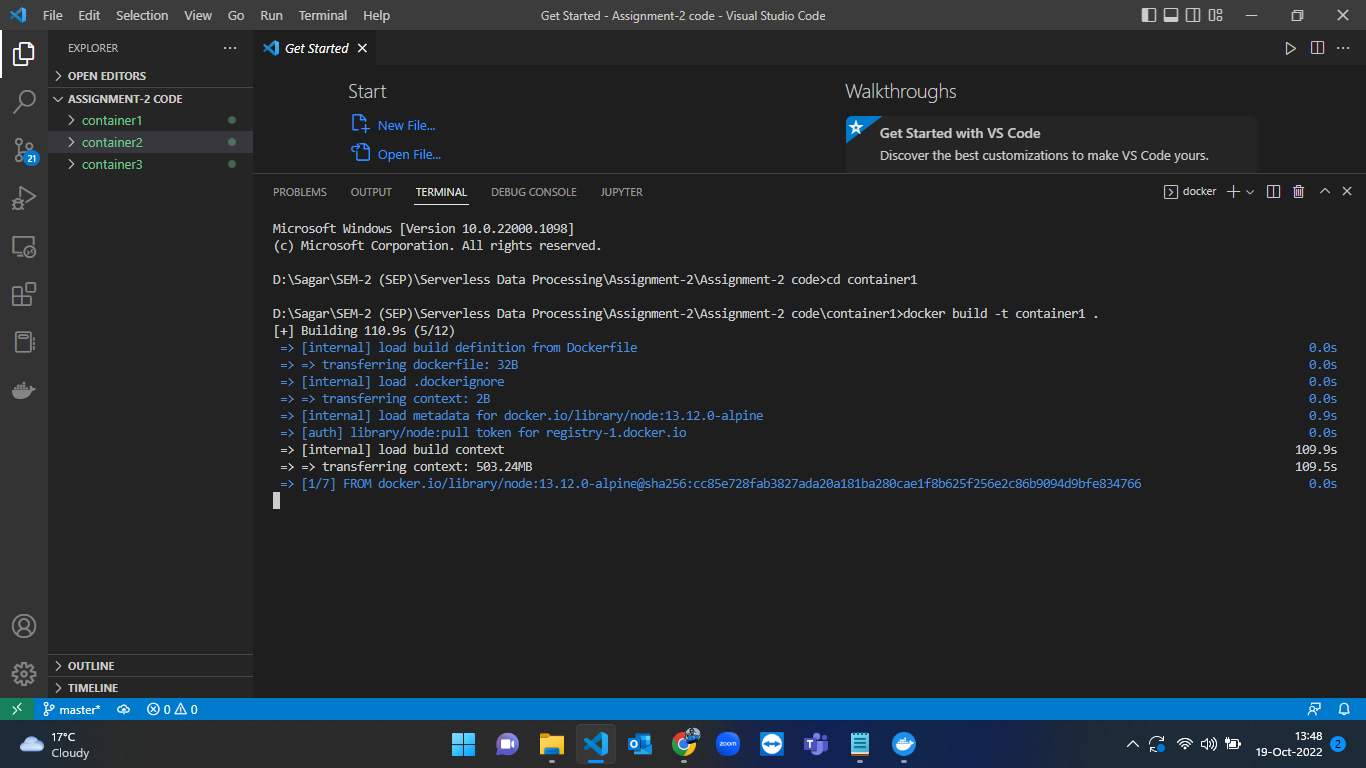 File Edit Selection View Go Run Terminal Help Get Started - Assignment-2 code - Visual Studio Code
EXPLORER
OPEN EDITORS
ASSIGNMENT-2 CODE
container1
container2
container3
OUTLINE
TIMELINE
21
Get Started
Start
New File...
Open File...
Walkthroughs
Get Started with VS Code
Discover the best customizations to make VS Code yours.
PROBLEMS OUTPUT TERMINAL DEBUG CONSOLE JUPYTER docker
Microsoft Windows [Version 10.0.22000.1098]
(c) Microsoft Corporation. All rights reserved.
D:\Sagar\SEM-2 (SEP)\Serverless Data Processing\Assignment-2\Assignment-2 code>cd container1
D:\Sagar\SEM-2 (SEP)\Serverless Data Processing\Assignment-2\Assignment-2 code\container1>docker build -t container1 .
[+] Building 110.9s (5/12)
=> [internal] load build definition from Dockerfile 0.0s
=> => transferring dockerfile: 32B 0.0s
=> [internal] load .dockerignore 0.0s
=> => transferring context: 2B 0.0s
=> [internal] load metadata for docker.io/library/node:13.12.0-alpine 0.9s
=> [auth] library/node:pull token for registry-1.docker.io 0.0s
=> [internal] load build context 109.9s
=> => transferring context: 503.24MB 109.5s
=> [1/7] FROM docker.io/library/node:13.12.0-alpine@sha256:cc85e728fab3827ada20a181ba280cae1f8b625f256e2c86b9094d9bfe834766 0.0s
master* 0 0
17°C
Cloudy
zoom
13:48
19-Oct-2022 2